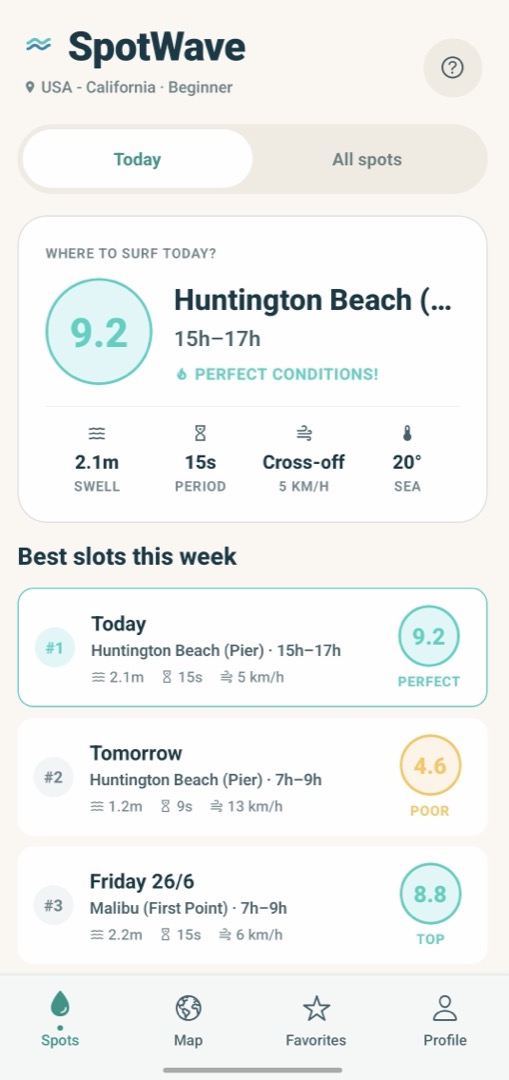 SpotWave
USA - California · Beginner
Today
All spots
WHERE TO SURF TODAY?
9.2
Huntington Beach (...
15h–17h
PERFECT CONDITIONS!
2.1m
SWELL
15s
PERIOD
Cross-off
5 KM/H
20°
SEA
Best slots this week
#1
Today
Huntington Beach (Pier) · 15h–17h
2.1m 15s 5 km/h
9.2
PERFECT
#2
Tomorrow
Huntington Beach (Pier) · 7h–9h
1.2m 9s 13 km/h
4.6
POOR
#3
Friday 26/6
Malibu (First Point) · 7h–9h
2.2m 15s 6 km/h
8.8
TOP
Spots
Map
Favorites
Profile